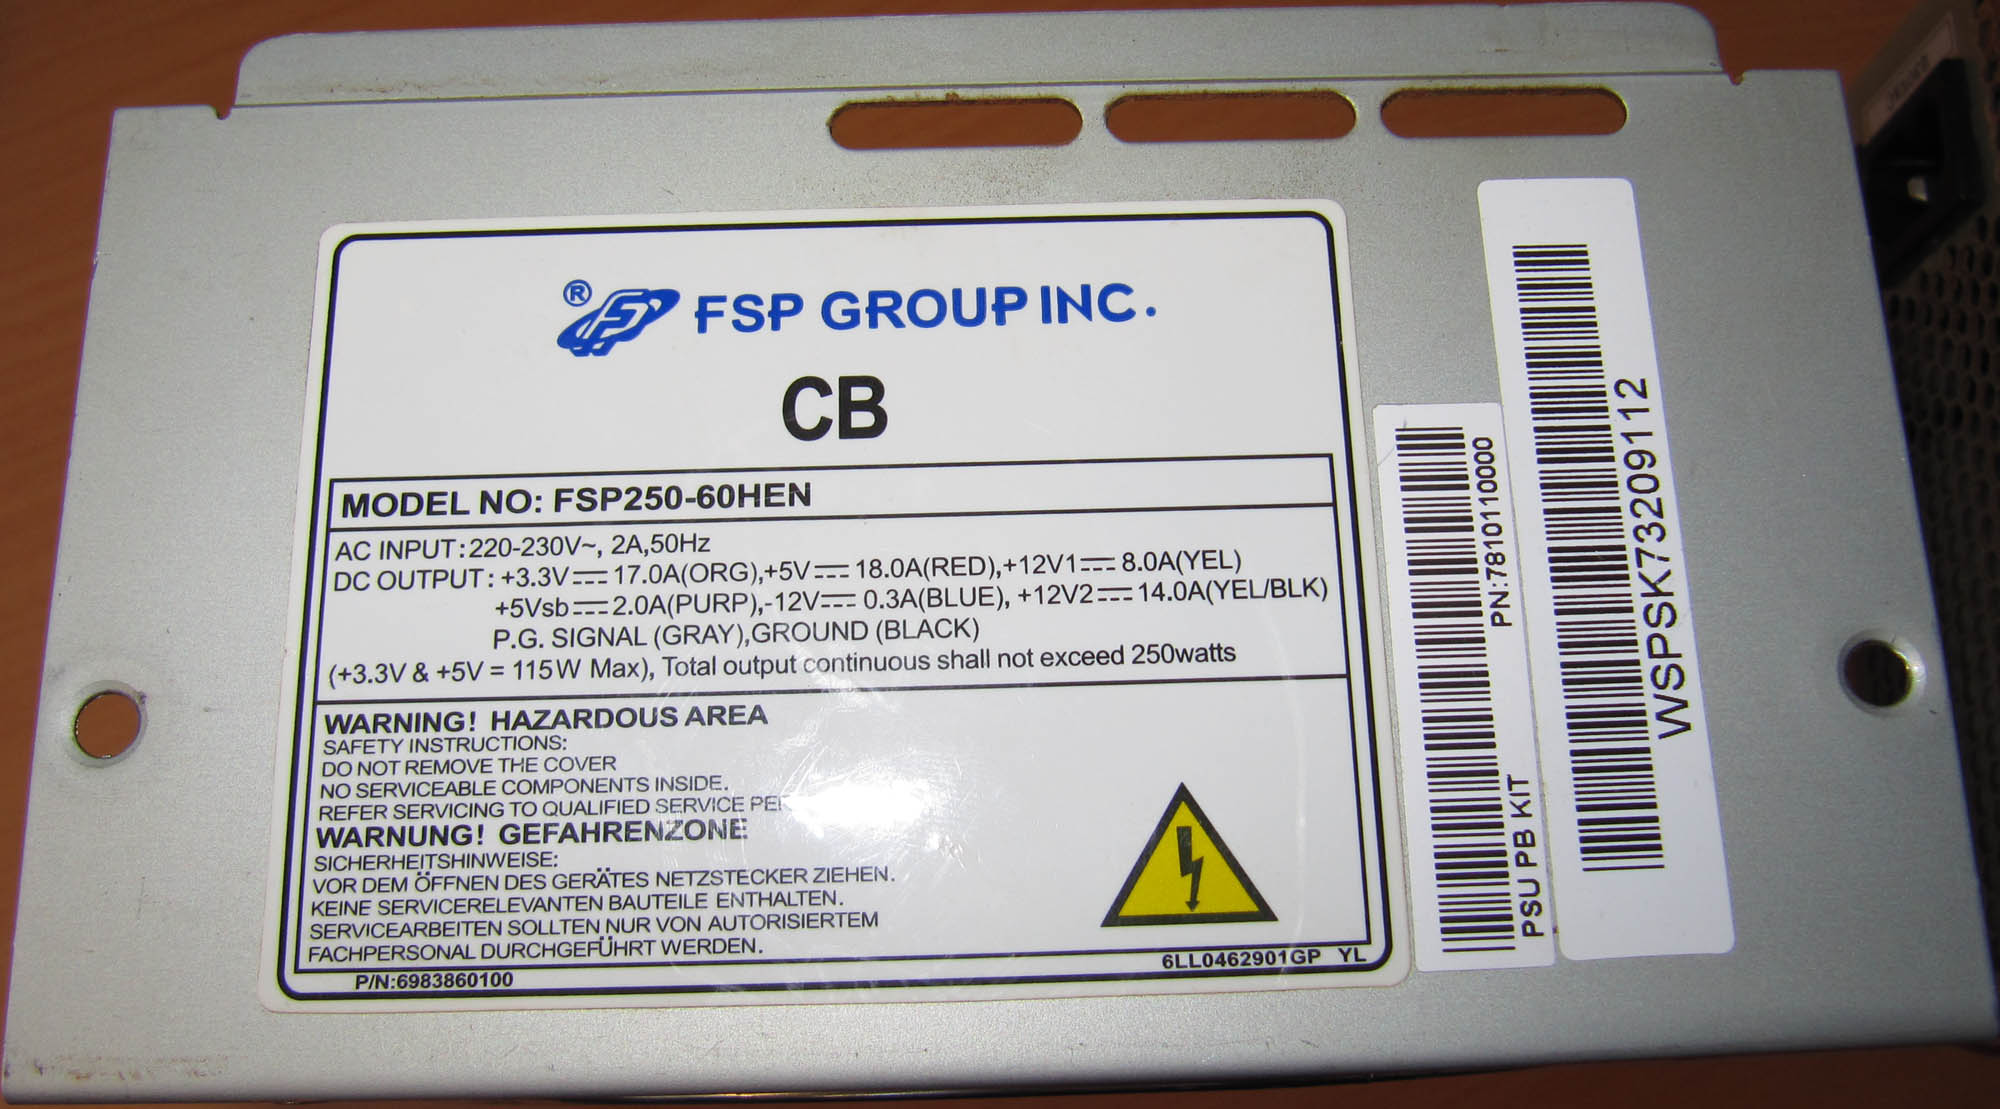 ® FSP GROUP INC.
CB
MODEL NO: FSP250-60HEN
AC INPUT:220-230V~, 2A,50Hz
DC OUTPUT: +3.3V⎓17.0A(ORG),+5V⎓18.0A(RED),+12V1⎓8.0A(YEL)
+5Vsb⎓2.0A(PURP),-12V⎓0.3A(BLUE), +12V2⎓14.0A(YEL/BLK)
P.G. SIGNAL (GRAY),GROUND (BLACK)
(+3.3V & +5V = 115W Max), Total output continuous shall not exceed 250watts
WARNING! HAZARDOUS AREA
SAFETY INSTRUCTIONS:
DO NOT REMOVE THE COVER
NO SERVICEABLE COMPONENTS INSIDE.
REFER SERVICING TO QUALIFIED SERVICE
WARNUNG! GEFAHRENZONE
SICHERHEITSHINWEISE:
VOR DEM ÖFFNEN DES GERÄTES NETZSTECKER ZIEHEN.
KEINE SERVICERELEVANTEN BAUTEILE ENTHALTEN.
SERVICEARBEITEN SOLLTEN NUR VON AUTORISIERTEM
FACHPERSONAL DURCHGEFÜHRT WERDEN.
P/N:6983860100
6LL0462901GP YL
PN:7810110000
PSU PB KIT
WSPSK73209112